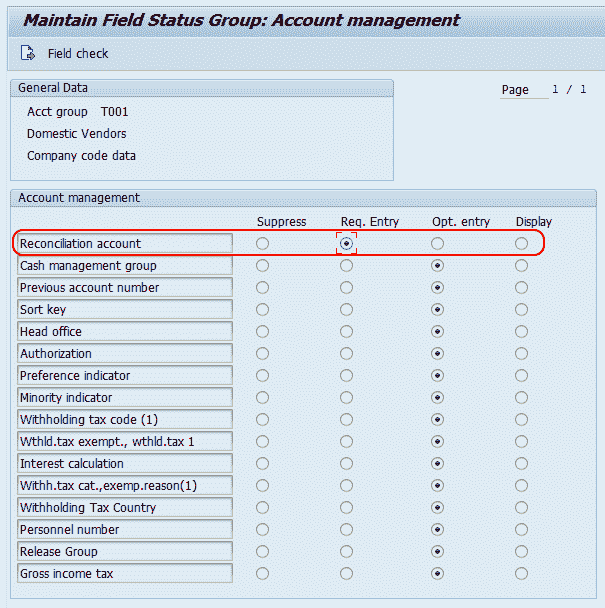 Maintain Field Status Group: Account management
Field check
General Data
Page 1 / 1
Acct group T001
Domestic Vendors
Company code data
Account management
Suppress Req. Entry Opt. entry Display
Reconciliation account
Cash management group
Previous account number
Sort key
Head office
Authorization
Preference indicator
Minority indicator
Withholding tax code (1)
Wthld.tax exempt., wthld.tax 1
Interest calculation
Withh.tax cat.,exemp.reason(1)
Withholding Tax Country
Personnel number
Release Group
Gross income tax